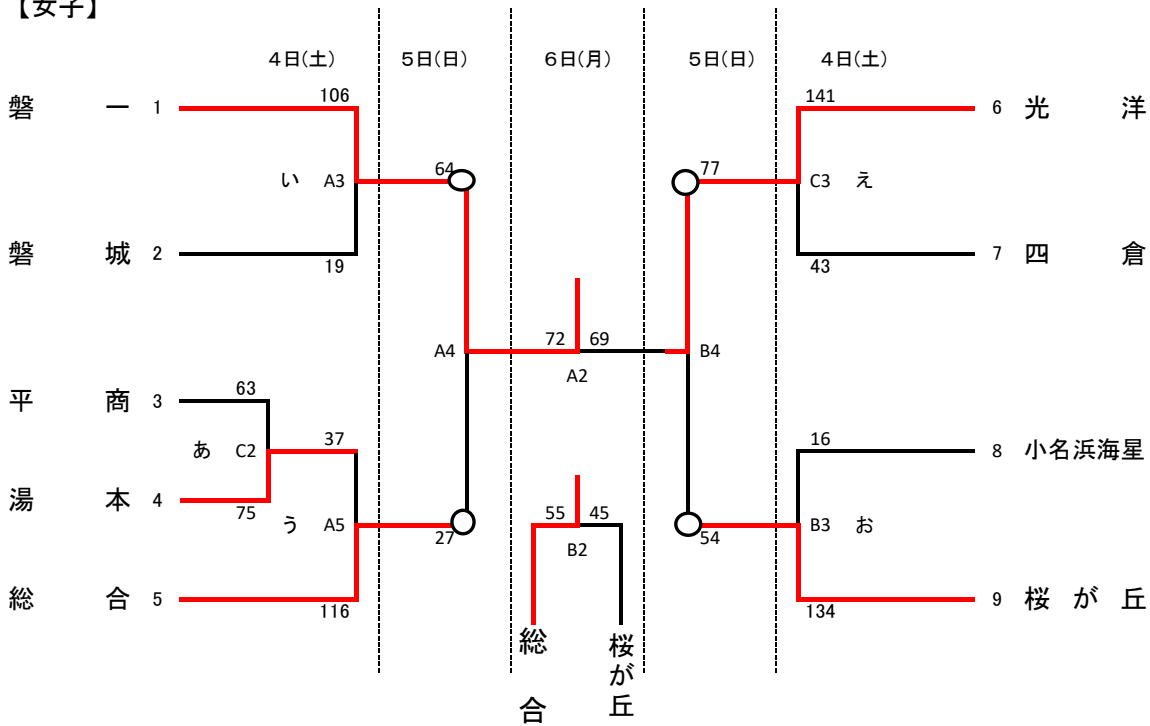 【女子】
4日(土) 5日(日) 6日(月) 5日(日) 4日(土)
磐一 1 106 141 6 光洋
64 77
い A3 C3 え
磐城 2 19 43 7 四倉
72 69
A4 B4
A2
平商 3 63
37 16
あ C2 8 小名浜海星
湯本 4 75
55 45
う A5 B3 お
27 54
B2
総合 5 116 134 9 桜が丘
総合 桜が丘